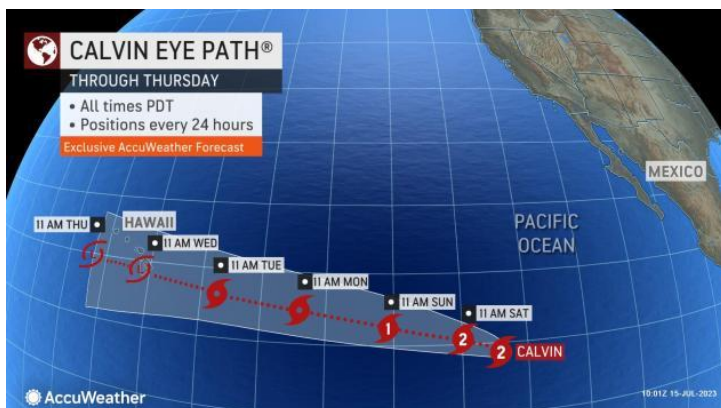 CALVIN EYE PATH®
THROUGH THURSDAY
• All times PDT
• Positions every 24 hours
Exclusive AccuWeather Forecast
MEXICO
PACIFIC
OCEAN
HAWAII
11 AM THU
11 AM WED
11 AM TUE
11 AM MON
11 AM SUN
11 AM SAT
L
L
1
2
2
CALVIN
AccuWeather
10:01Z 15-JUL-2023